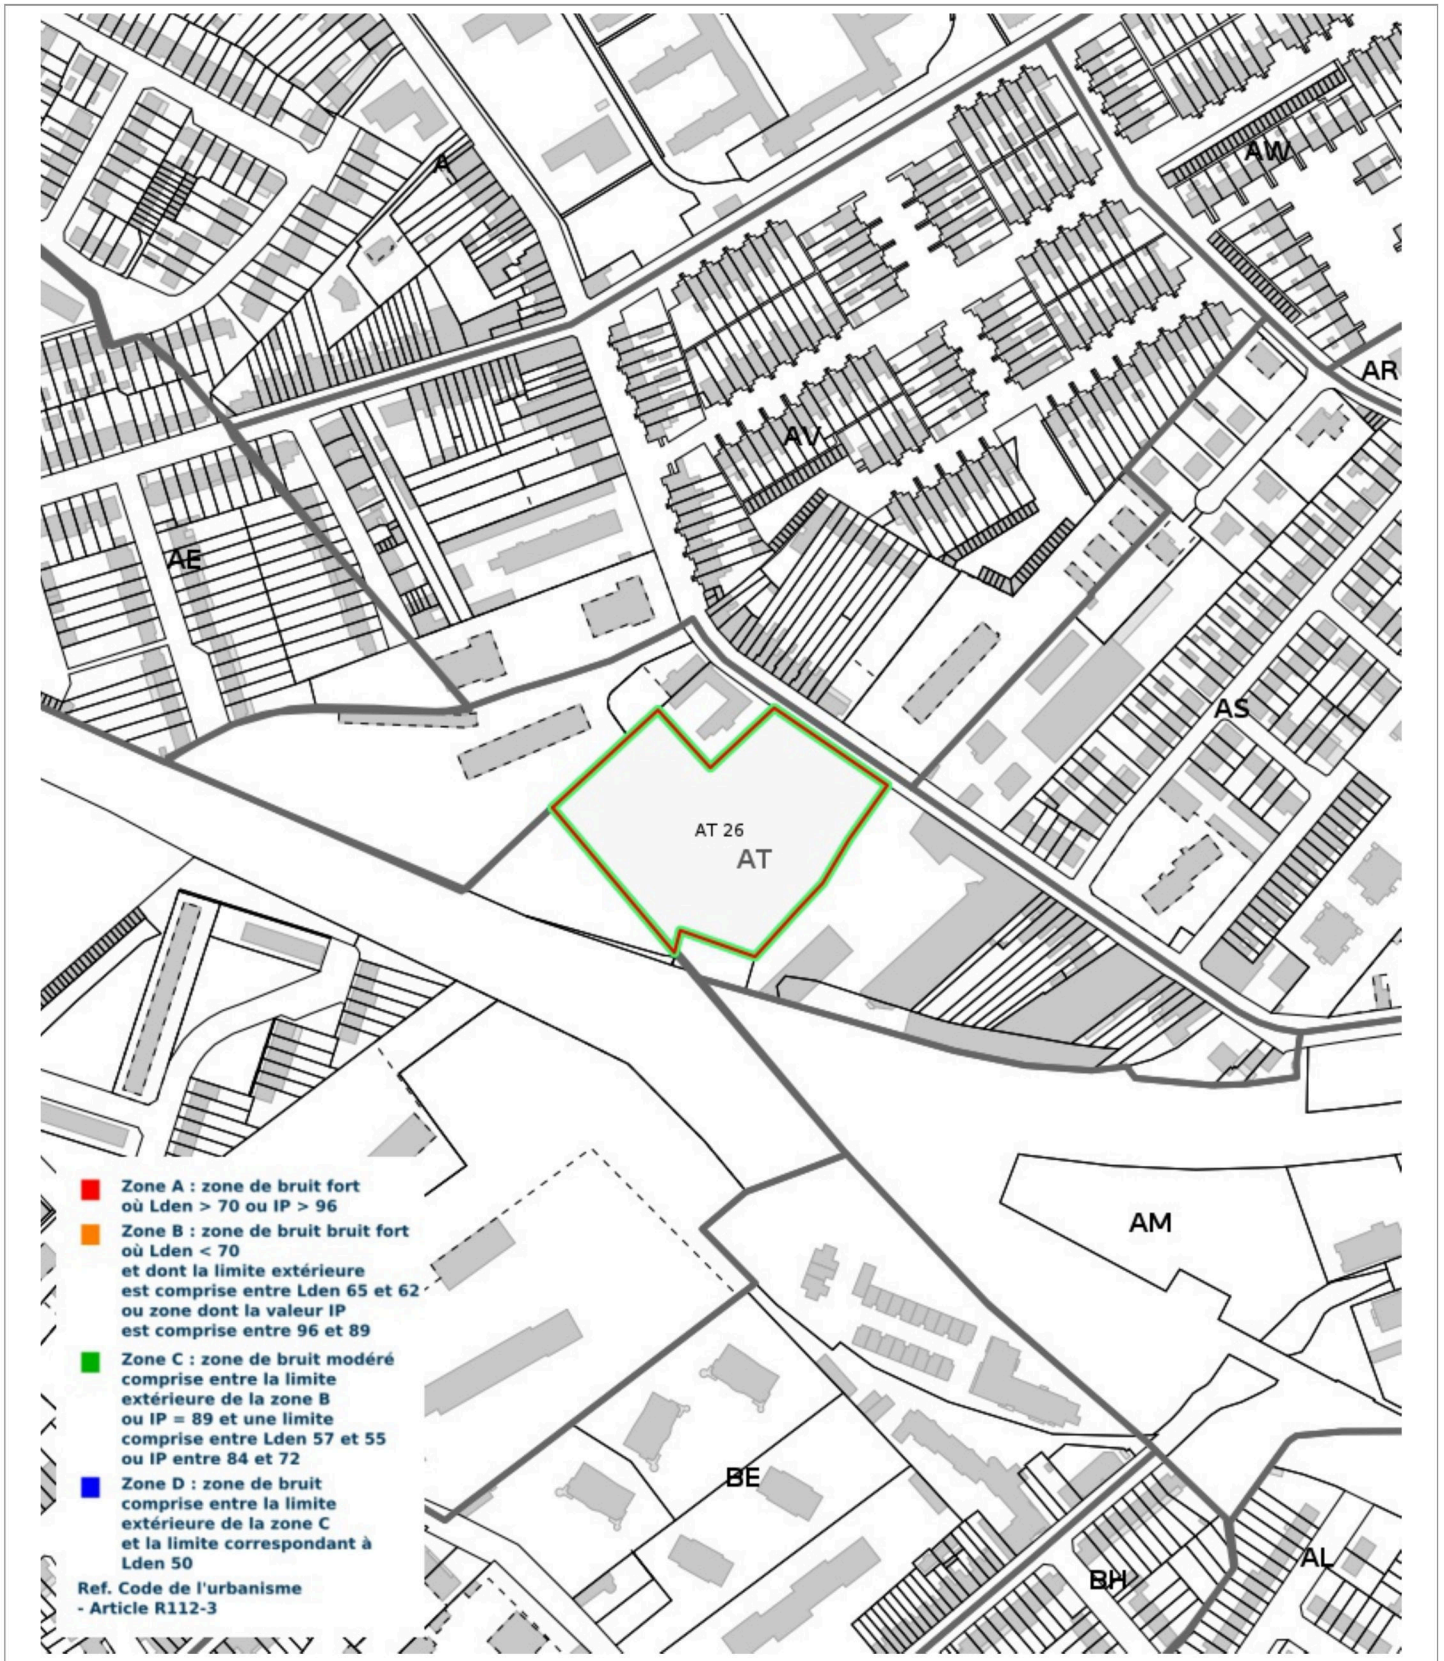 A
AW
AR
AV
AE
AS
AT 26
AT
AM
BE
BH
AL
Zone A : zone de bruit fort
où Lden > 70 ou IP > 96
Zone B : zone de bruit bruit fort
où Lden < 70
et dont la limite extérieure
est comprise entre Lden 65 et 62
ou zone dont la valeur IP
est comprise entre 96 et 89
Zone C : zone de bruit modéré
comprise entre la limite
extérieure de la zone B
ou IP = 89 et une limite
comprise entre Lden 57 et 55
ou IP entre 84 et 72
Zone D : zone de bruit
comprise entre la limite
extérieure de la zone C
et la limite correspondant à
Lden 50
Ref. Code de l'urbanisme
- Article R112-3